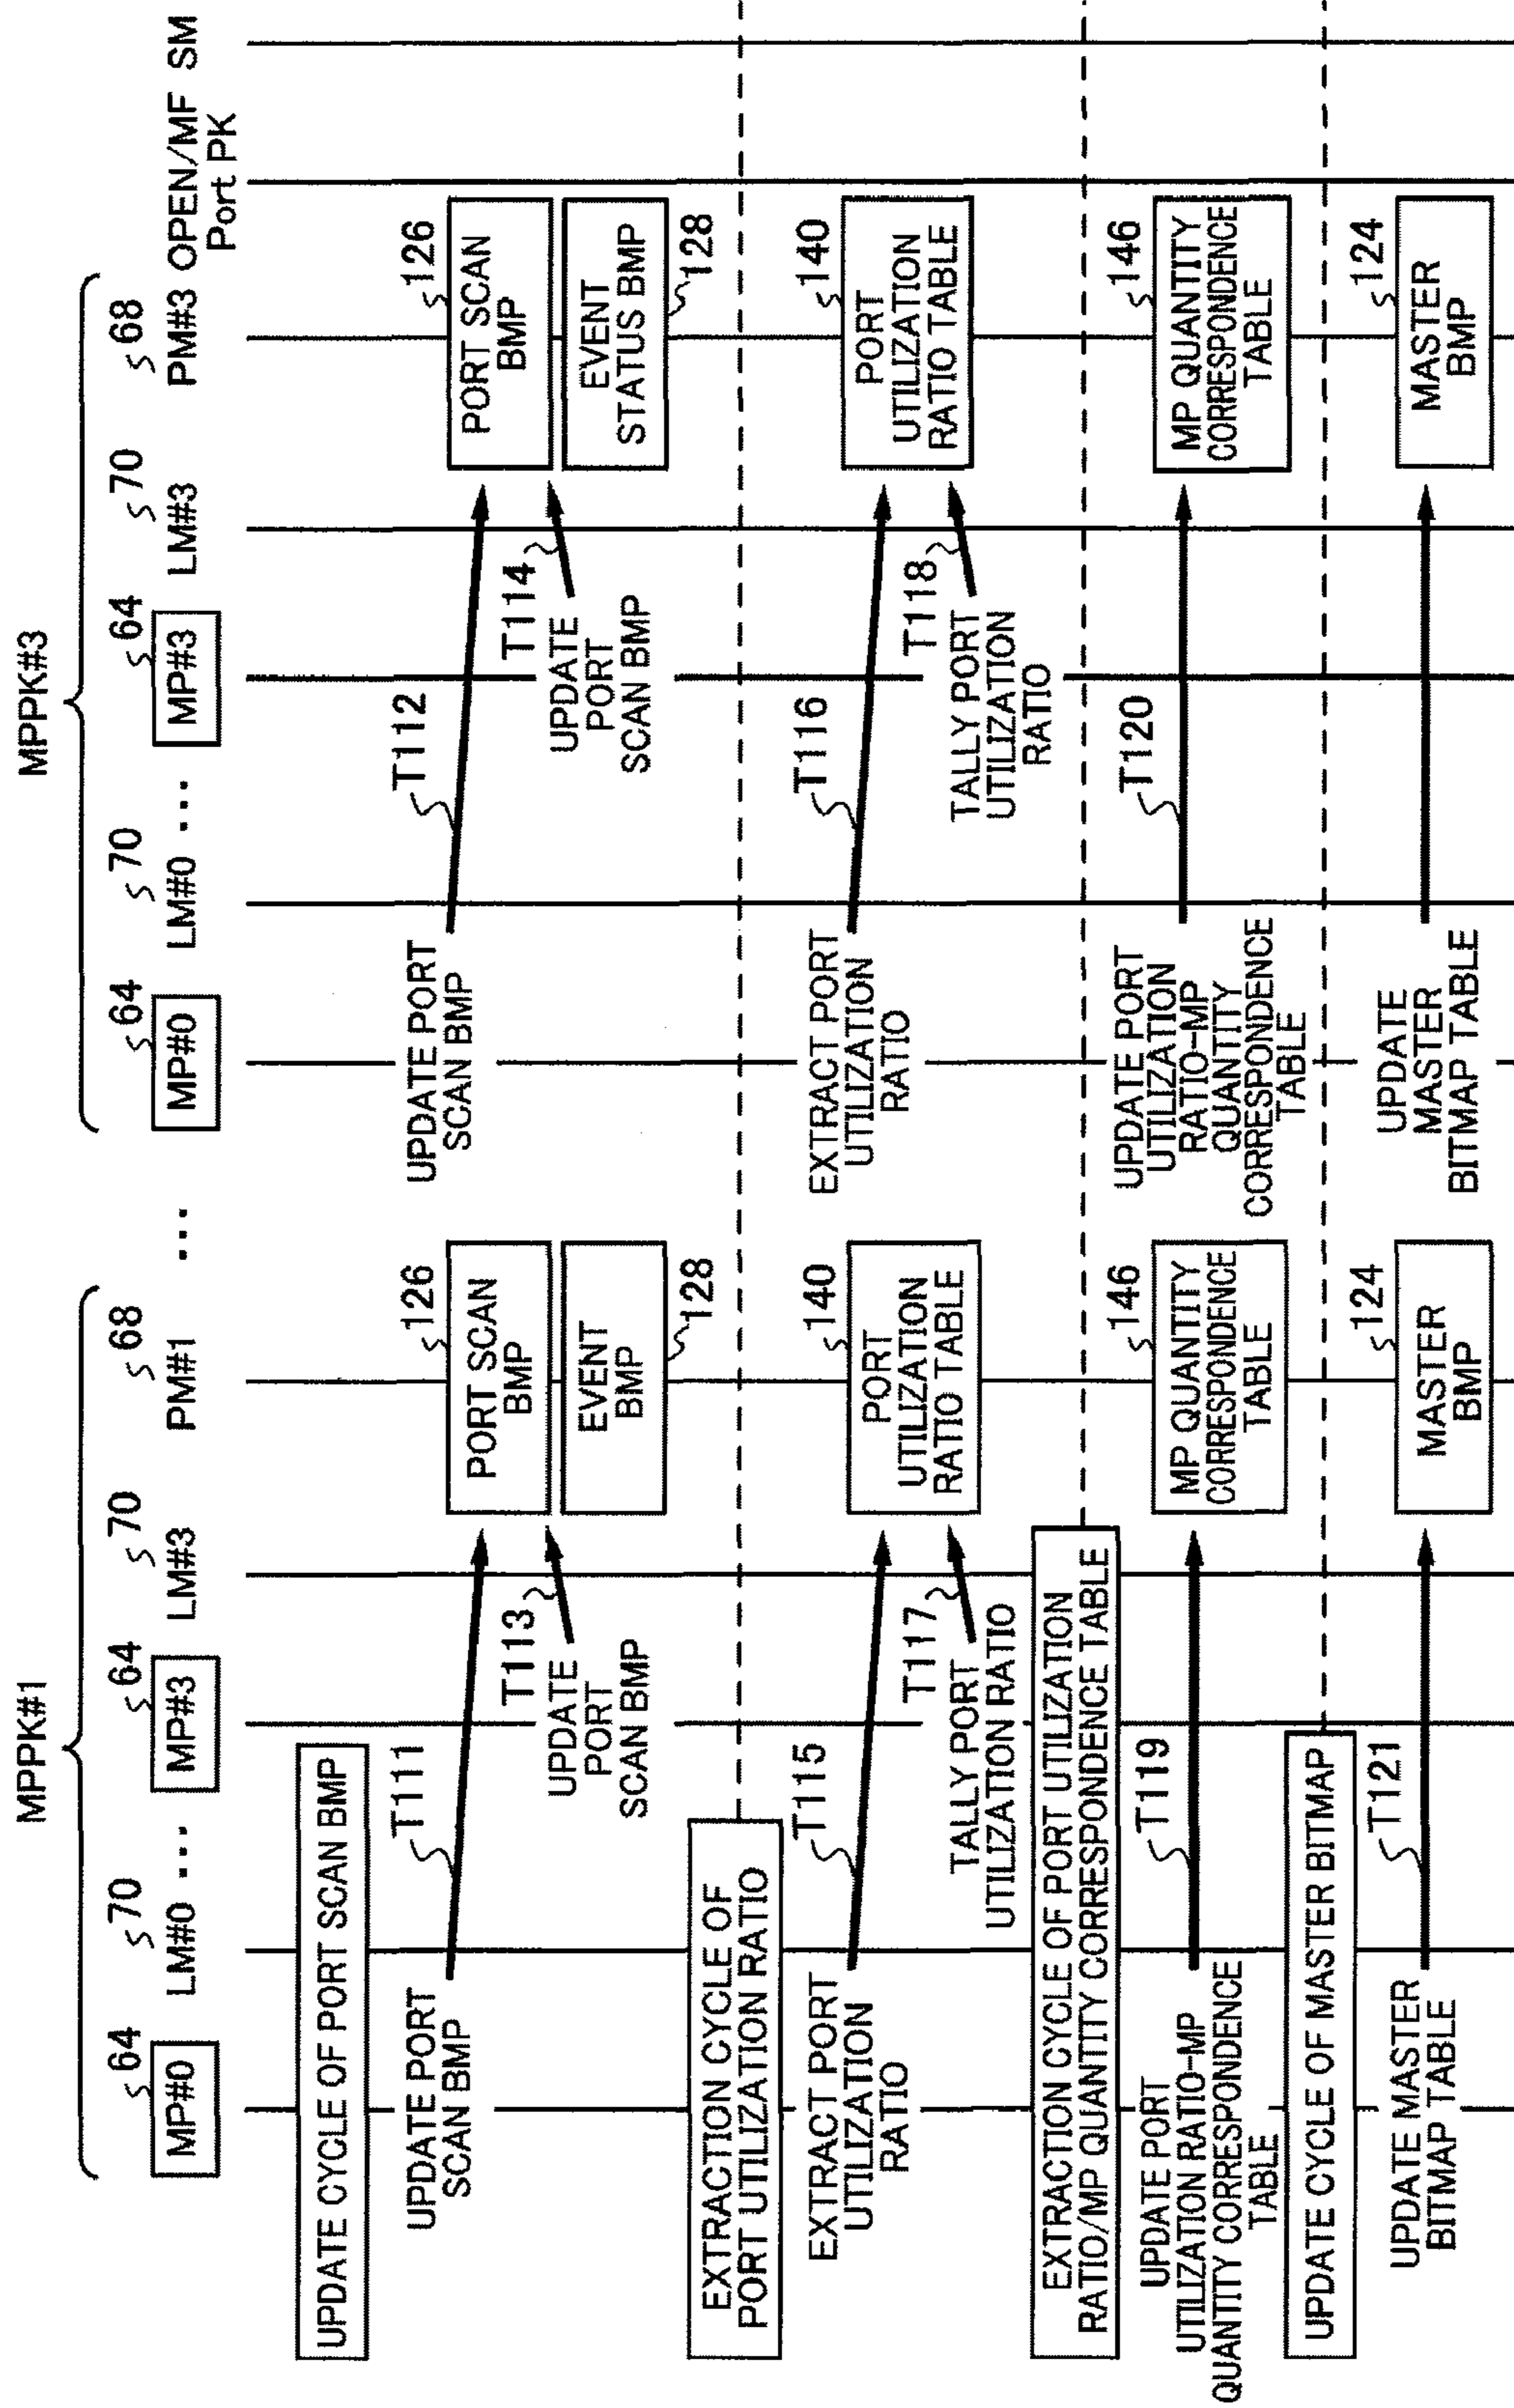 MPPK#1
MPPK#3
64
70
64
70
68
64
70
64
70
68
MP#0
LM#0
...
MP#3
LM#3
PM#1
...
MP#0
LM#0
...
MP#3
LM#3
PM#3
OPEN/MF
Port PK
SM
UPDATE CYCLE OF PORT SCAN BMP
UPDATE PORT
SCAN BMP
T111
T113
UPDATE
PORT
SCAN BMP
126
PORT SCAN
BMP
EVENT
BMP
128
UPDATE PORT
SCAN BMP
T112
T114
UPDATE
PORT
SCAN BMP
126
PORT SCAN
BMP
EVENT
STATUS BMP
128
EXTRACTION CYCLE OF
PORT UTILIZATION RATIO
EXTRACT PORT
UTILIZATION
RATIO
T115
T117
TALLY PORT
UTILIZATION RATIO
140
PORT
UTILIZATION
RATIO TABLE
EXTRACT PORT
UTILIZATION
RATIO
T116
T118
TALLY PORT
UTILIZATION
RATIO
140
PORT
UTILIZATION
RATIO TABLE
EXTRACTION CYCLE OF PORT UTILIZATION
RATIO/MP QUANTITY CORRESPONDENCE TABLE
UPDATE PORT
UTILIZATION RATIO-MP
QUANTITY CORRESPONDENCE
TABLE
T119
146
MP QUANTITY
CORRESPONDENCE
TABLE
UPDATE PORT
UTILIZATION
RATIO-MP
QUANTITY
CORRESPONDENCE
TABLE
T120
146
MP QUANTITY
CORRESPONDENCE
TABLE
UPDATE CYCLE OF MASTER BITMAP
UPDATE MASTER
BITMAP TABLE
T121
124
MASTER
BMP
UPDATE
MASTER
BITMAP TABLE
124
MASTER
BMP